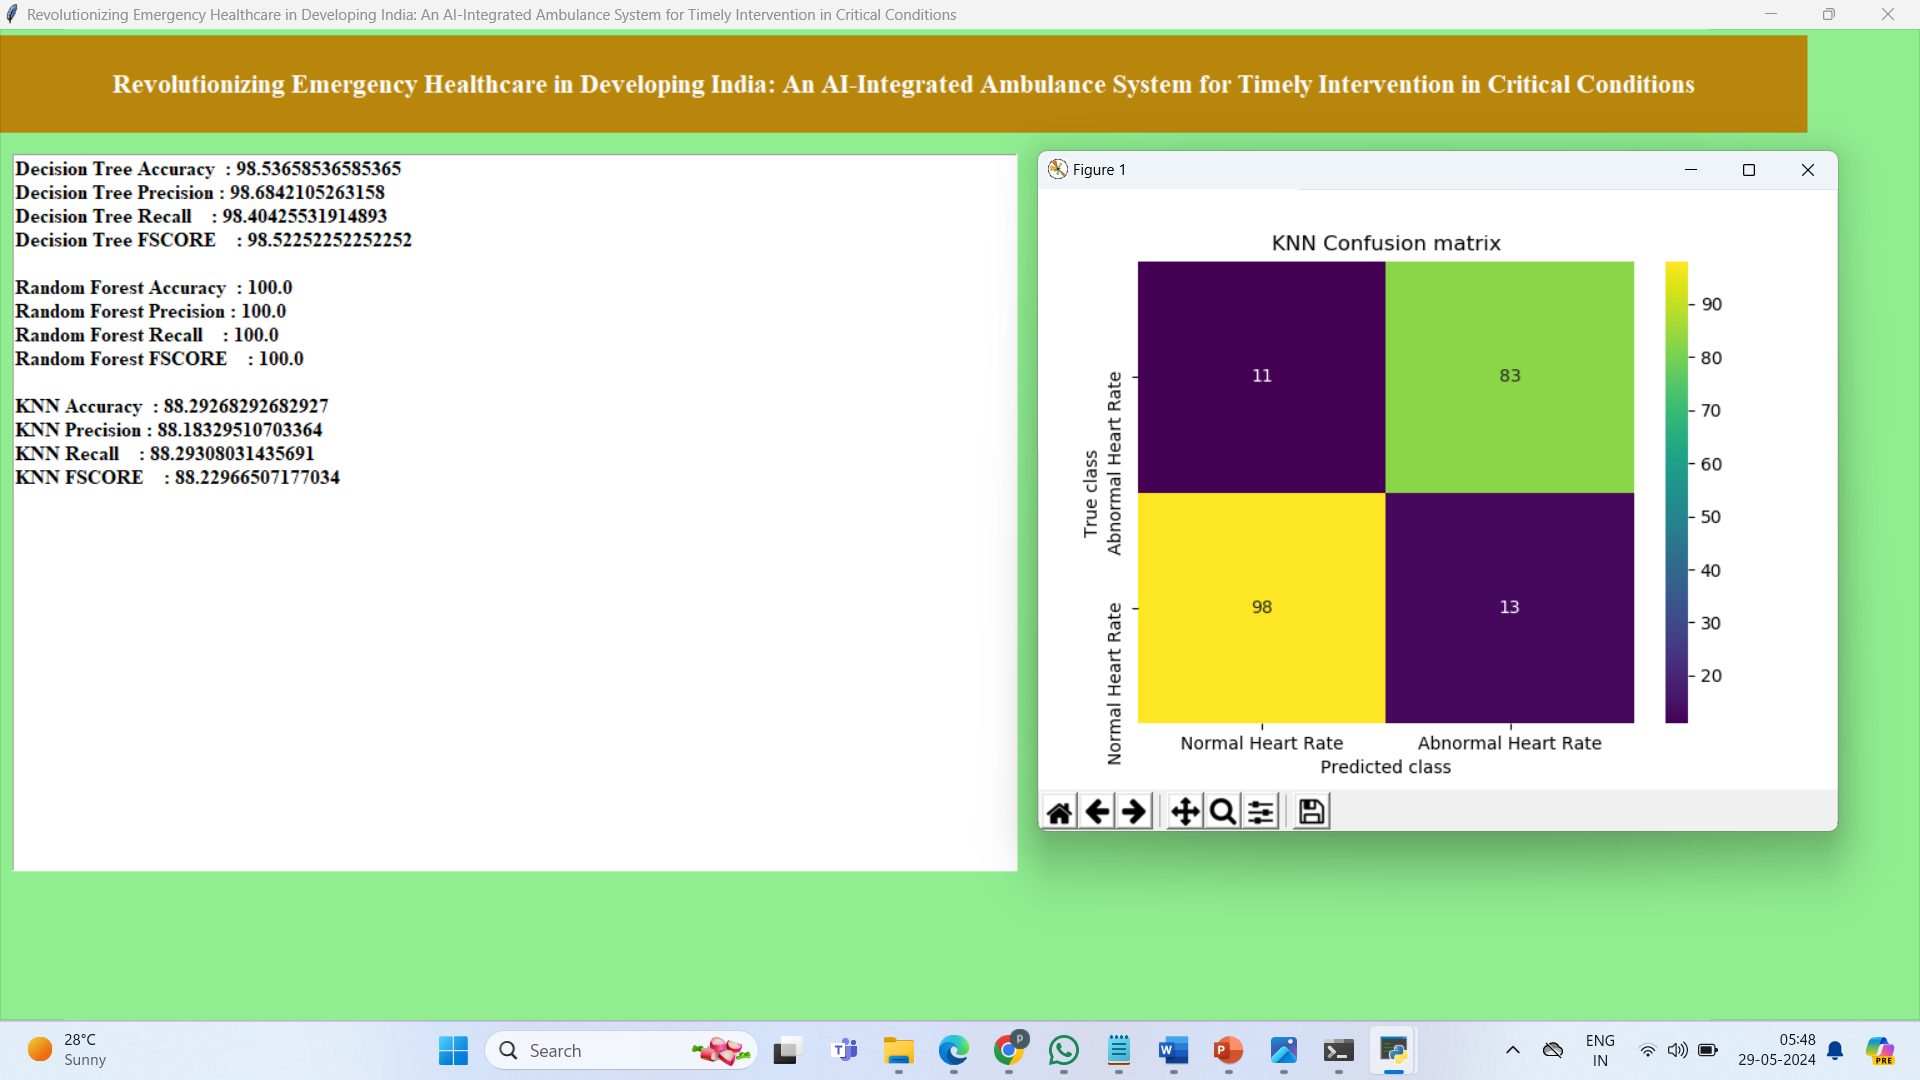 Revolutionizing Emergency Healthcare in Developing India: An AI-Integrated Ambulance System for Timely Intervention in Critical Conditions
Revolutionizing Emergency Healthcare in Developing India: An AI-Integrated Ambulance System for Timely Intervention in Critical Conditions
Decision Tree Accuracy : 98.53658536585365
Decision Tree Precision : 98.6842105263158
Decision Tree Recall : 98.40425531914893
Decision Tree FSCORE : 98.52252252252252
Random Forest Accuracy : 100.0
Random Forest Precision : 100.0
Random Forest Recall : 100.0
Random Forest FSCORE : 100.0
KNN Accuracy : 88.29268292682927
KNN Precision : 88.18329510703364
KNN Recall : 88.29308031435691
KNN FSCORE : 88.22966507177034
Figure 1
KNN Confusion matrix
True class
Abnormal Heart Rate
Normal Heart Rate
11
83
98
13
90
80
70
60
50
40
30
20
Normal Heart Rate
Abnormal Heart Rate
Predicted class
28°C
Sunny
Search
P
ENG
IN
05:48
29-05-2024
PRE